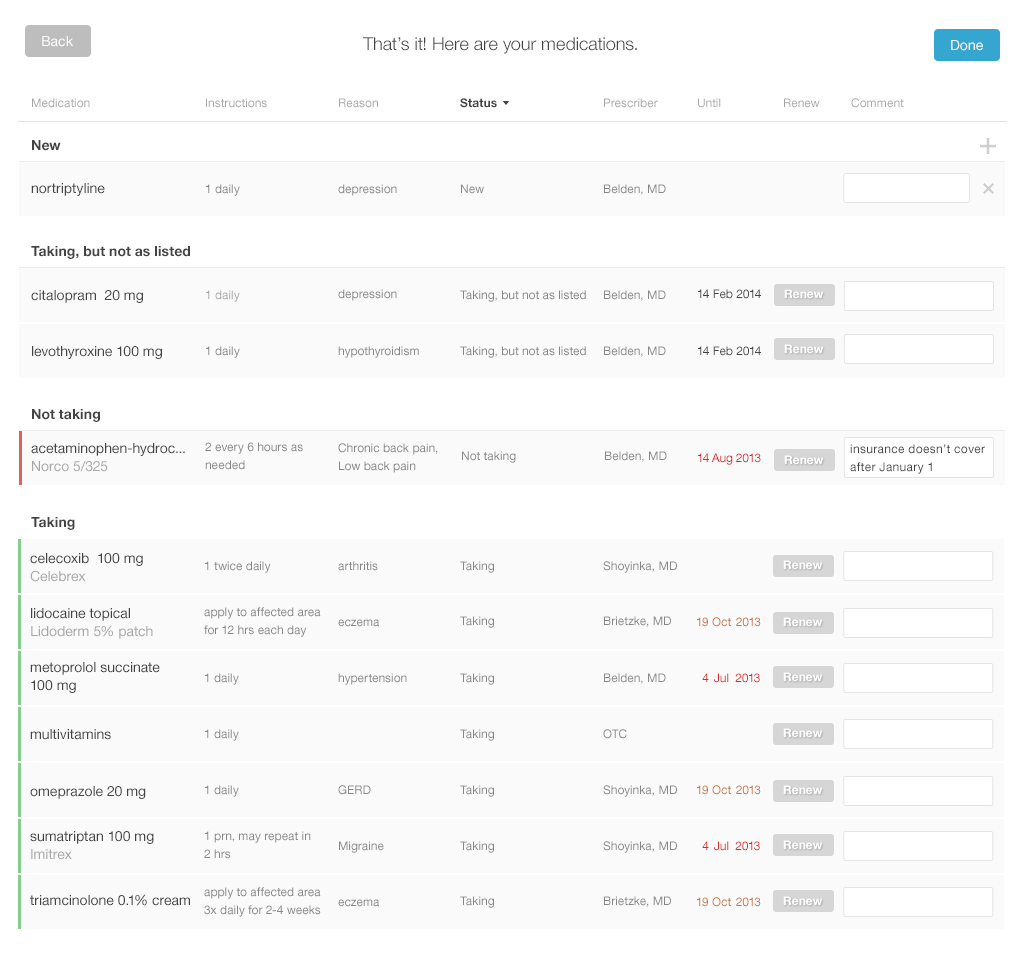 Back
That's it! Here are your medications.
Done
Medication Instructions Reason Status Prescriber Until Renew Comment
New
nortriptyline 1 daily depression New Belden, MD
Taking, but not as listed
citalopram 20 mg 1 daily depression Taking, but not as listed Belden, MD 14 Feb 2014 Renew
levothyroxine 100 mg 1 daily hypothyroidism Taking, but not as listed Belden, MD 14 Feb 2014 Renew
Not taking
acetaminophen-hydroc...
Norco 5/325
2 every 6 hours as
needed
Chronic back pain,
Low back pain
Not taking Belden, MD 14 Aug 2013 Renew
insurance doesn't cover
after January 1
Taking
celecoxib 100 mg
Celebrex
1 twice daily arthritis Taking Shoyinka, MD Renew
lidocaine topical
Lidoderm 5% patch
apply to affected area
for 12 hrs each day
eczema Taking Brietzke, MD 19 Oct 2013 Renew
metoprolol succinate
100 mg
1 daily hypertension Taking Belden, MD 4 Jul 2013 Renew
multivitamins 1 daily Taking OTC Renew
omeprazole 20 mg 1 daily GERD Taking Shoyinka, MD 19 Oct 2013 Renew
sumatriptan 100 mg
Imitrex
1 prn, may repeat in
2 hrs
Migraine Taking Shoyinka, MD 4 Jul 2013 Renew
triamcinolone 0.1% cream
apply to affected area
3x daily for 2-4 weeks
eczema Taking Brietzke, MD 19 Oct 2013 Renew